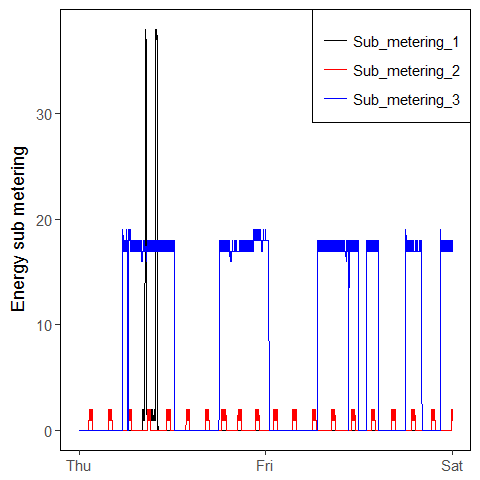 Sub_metering_1
Sub_metering_2
Sub_metering_3
Energy sub metering
30
20
10
0
Thu Fri Sat